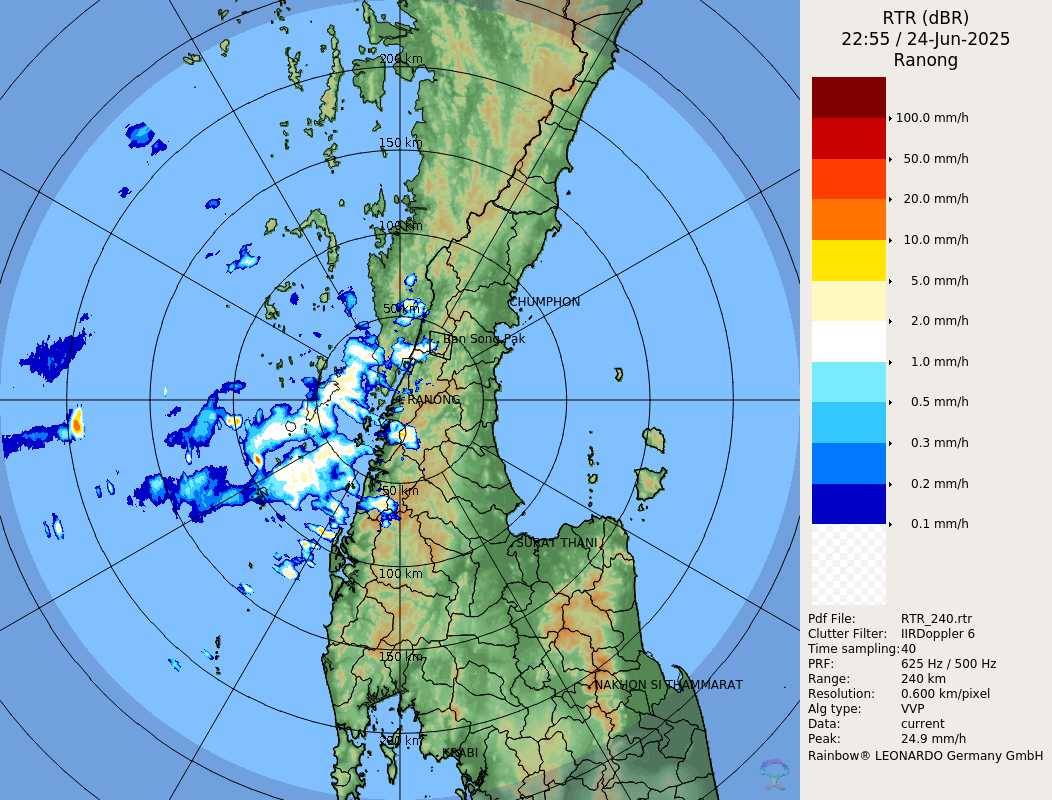 RTR (dBR)
22:55 / 24-Jun-2025
Ranong
100.0 mm/h
50.0 mm/h
20.0 mm/h
10.0 mm/h
5.0 mm/h
2.0 mm/h
1.0 mm/h
0.5 mm/h
0.3 mm/h
0.2 mm/h
0.1 mm/h
Pdf File: RTR_240.rtr
Clutter Filter: IIRDoppler 6
Time sampling:40
PRF: 625 Hz / 500 Hz
Range: 240 km
Resolution: 0.600 km/pixel
Alg type: VVP
Data: current
Peak: 24.9 mm/h
Rainbow® LEONARDO Germany GmbH
200 km
150 km
100 km
CHUMPHON
50 km
Ban Song Pak
RANONG
50 km
SURAT THANI
100 km
150 km
NAKHON SI THAMMARAT
200 km
KRABI